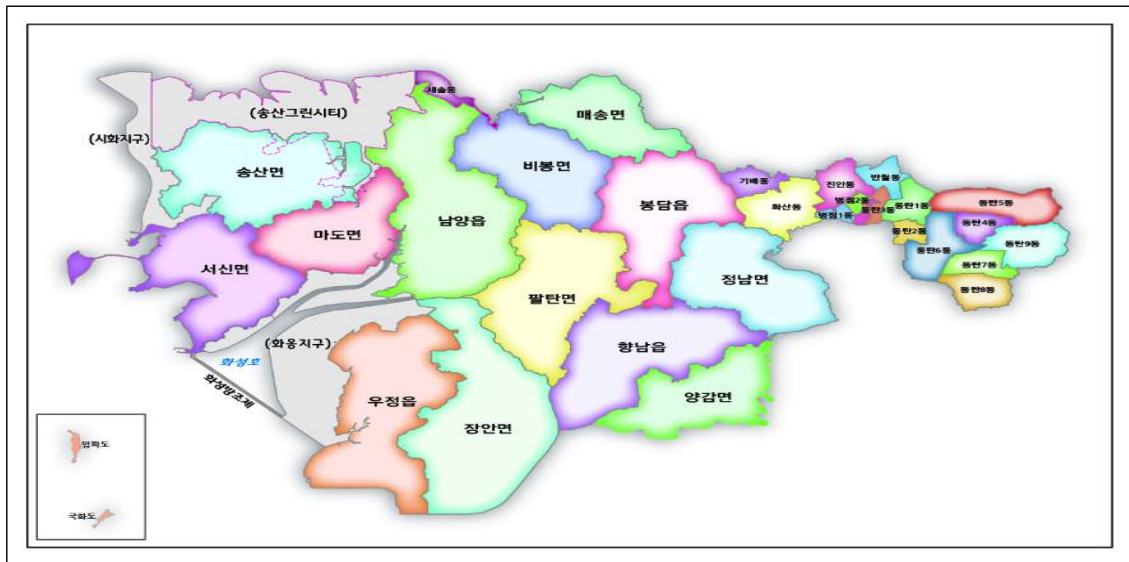 새솔동
(송산그린시티)
매송면
(시화지구)
비봉면
송산면
기배동
진안동
반월동
봉담읍
화산동
병점2동
동탄3동
동탄1동
동탄5동
병점1동
남양읍
마도면
동탄2동
동탄4동
동탄6동
동탄9동
서신면
정남면
동탄7동
팔탄면
동탄8동
(화옹지구)
향남읍
화성호
화성방조제
양감면
우정읍
장안면
입파도
국화도